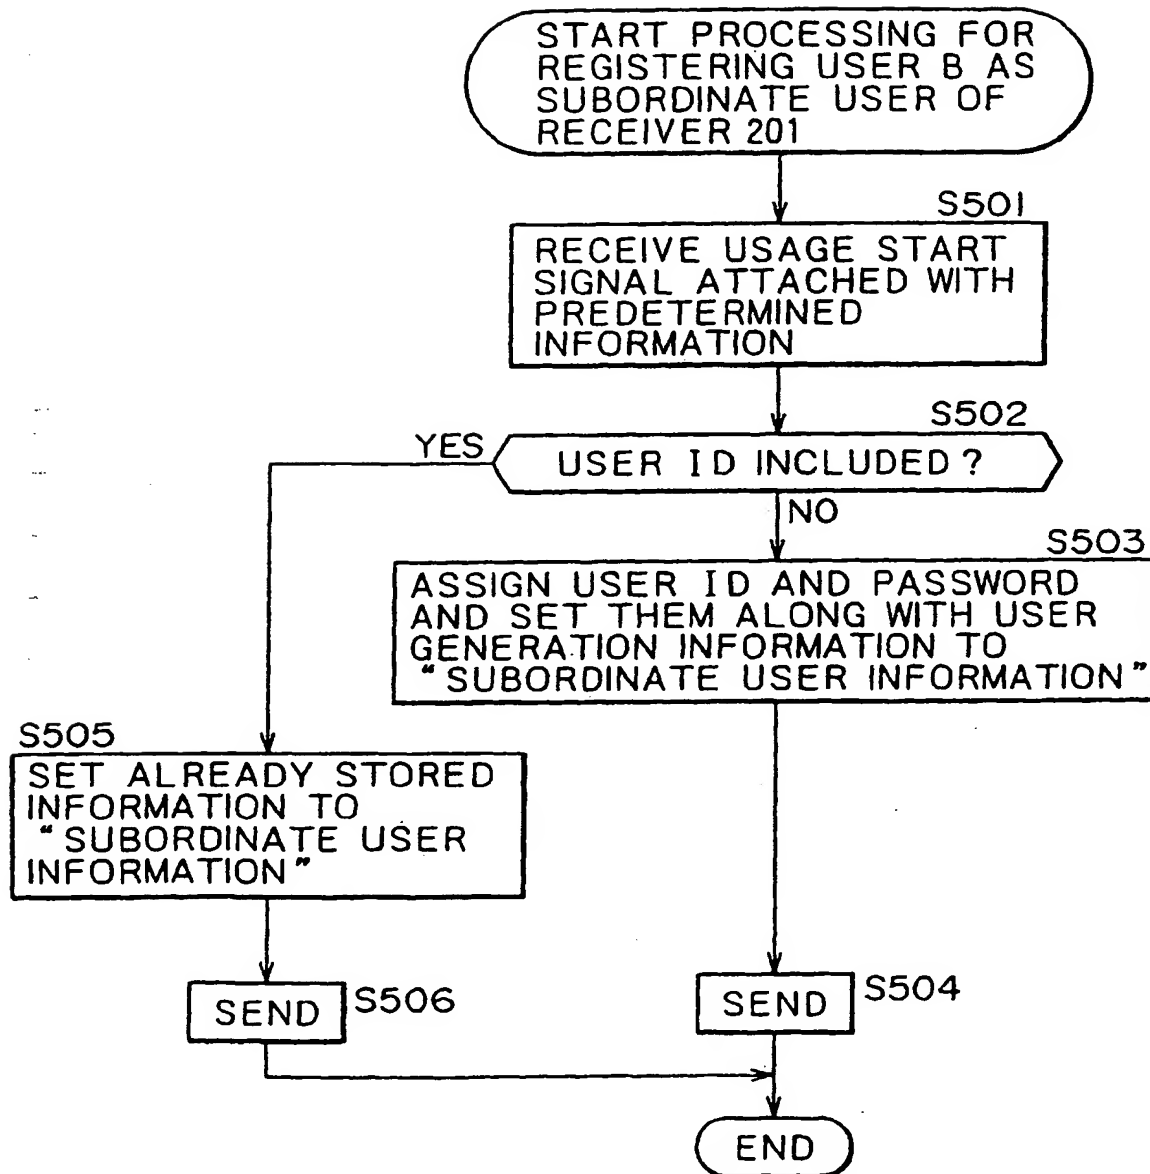 START PROCESSING FOR
REGISTERING USER B AS
SUBORDINATE USER OF
RECEIVER 201
S501
RECEIVE USAGE START
SIGNAL ATTACHED WITH
PREDETERMINED
INFORMATION
S502
YES
USER ID INCLUDED?
NO
S503
ASSIGN USER ID AND PASSWORD
AND SET THEM ALONG WITH USER
GENERATION INFORMATION TO
"SUBORDINATE USER INFORMATION"
S505
SET ALREADY STORED
INFORMATION TO
"SUBORDINATE USER
INFORMATION"
SEND
S506
SEND
S504
END